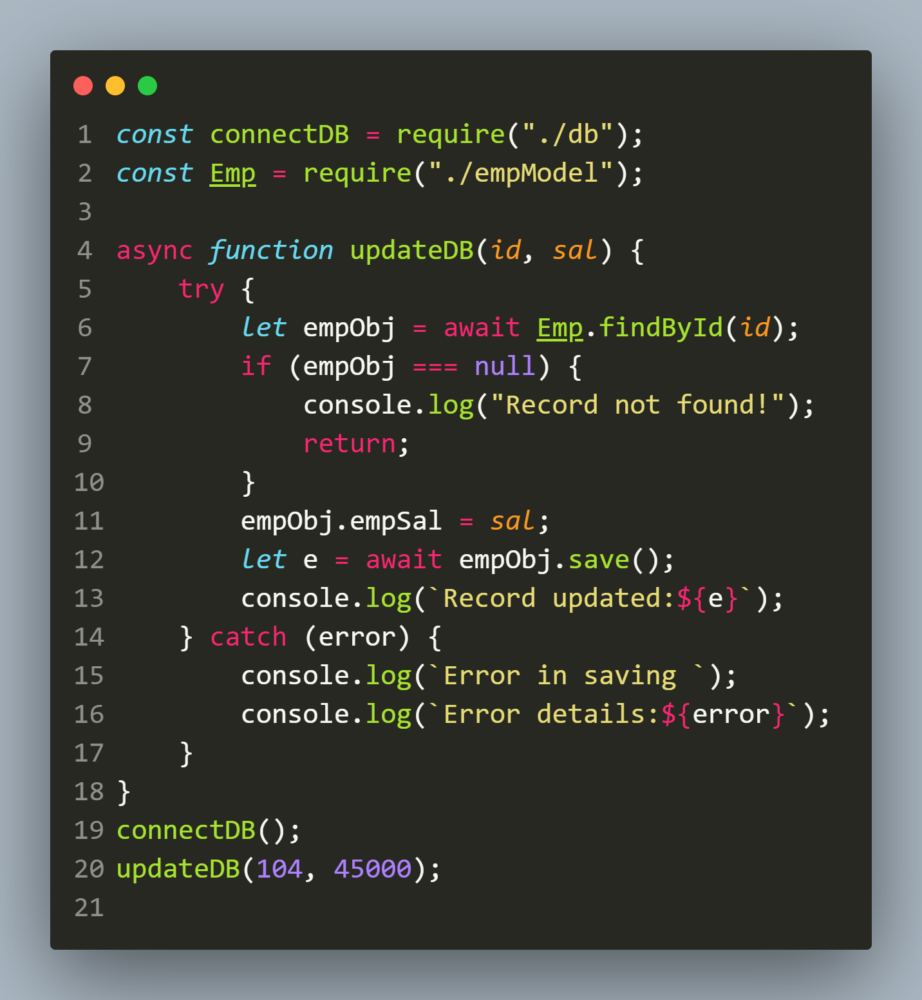 1 const connectDB = require("./db");
2 const Emp = require("./empModel");
3
4 async function updateDB(id, sal) {
5     try {
6         let empObj = await Emp.findById(id);
7         if (empObj === null) {
8             console.log("Record not found!");
9             return;
10         }
11         empObj.empSal = sal;
12         let e = await empObj.save();
13         console.log(`Record updated:${e}`);
14     } catch (error) {
15         console.log(`Error in saving `);
16         console.log(`Error details:${error}`);
17     }
18 }
19 connectDB();
20 updateDB(104, 45000);
21